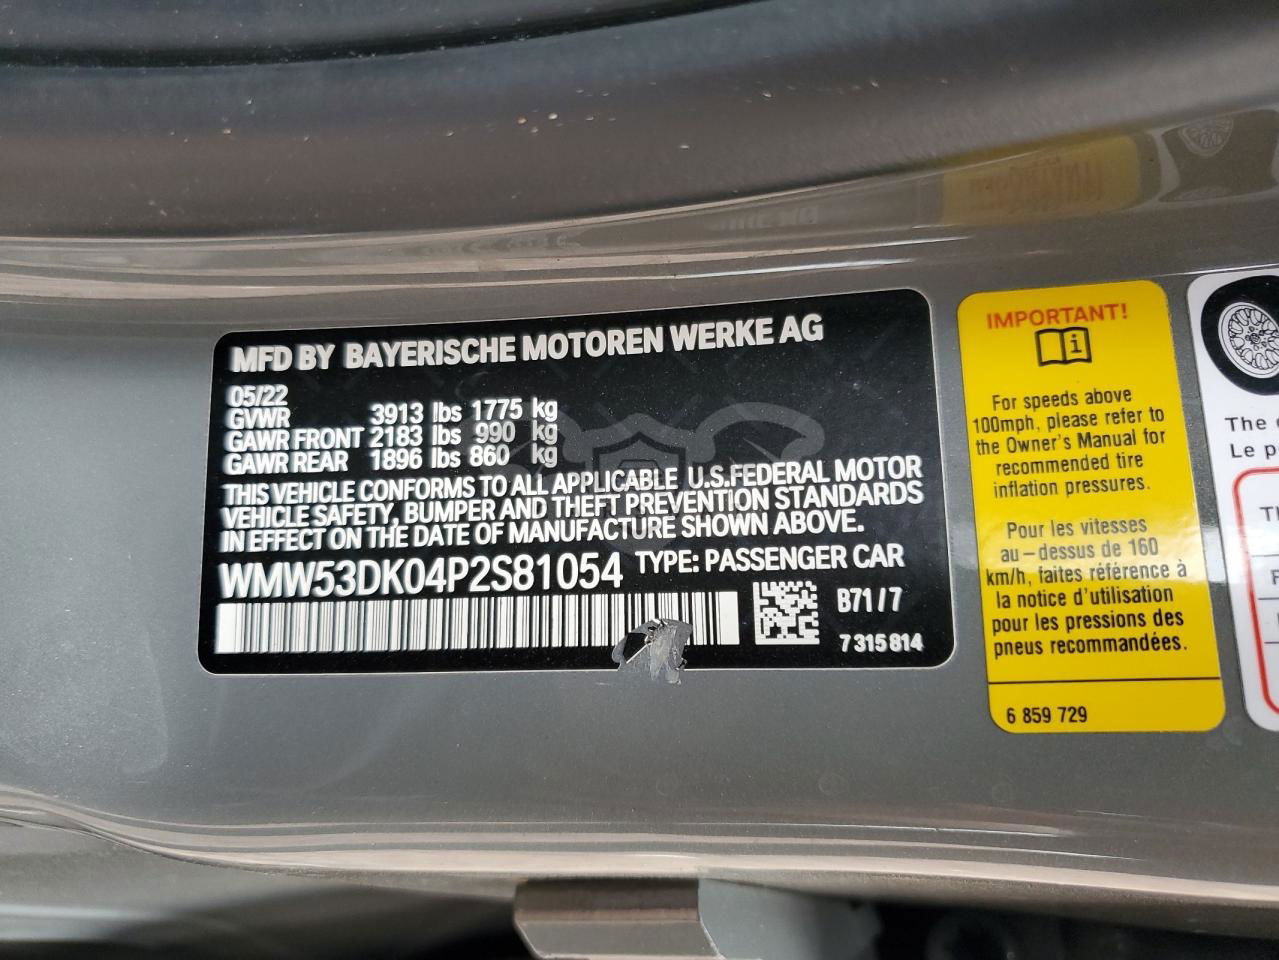 MFD BY BAYERISCHE MOTOREN WERKE AG
05/22
GVWR 3913 lbs 1775 kg
GAWR FRONT 2183 lbs 990 kg
GAWR REAR 1896 lbs 860 kg
THIS VEHICLE CONFORMS TO ALL APPLICABLE U.S.FEDERAL MOTOR
VEHICLE SAFETY, BUMPER AND THEFT PREVENTION STANDARDS
IN EFFECT ON THE DATE OF MANUFACTURE SHOWN ABOVE.
WMW53DK04P2S81054 TYPE: PASSENGER CAR
B71/7
7 315 814
IMPORTANT!
i
For speeds above
100mph, please refer to
the Owner's Manual for
recommended tire
inflation pressures.
Pour les vitesses
au-dessus de 160
km/h, faites référence à
la notice d'utilisation
pour les pressions des
pneus recommandées.
6 859 729
The
Le